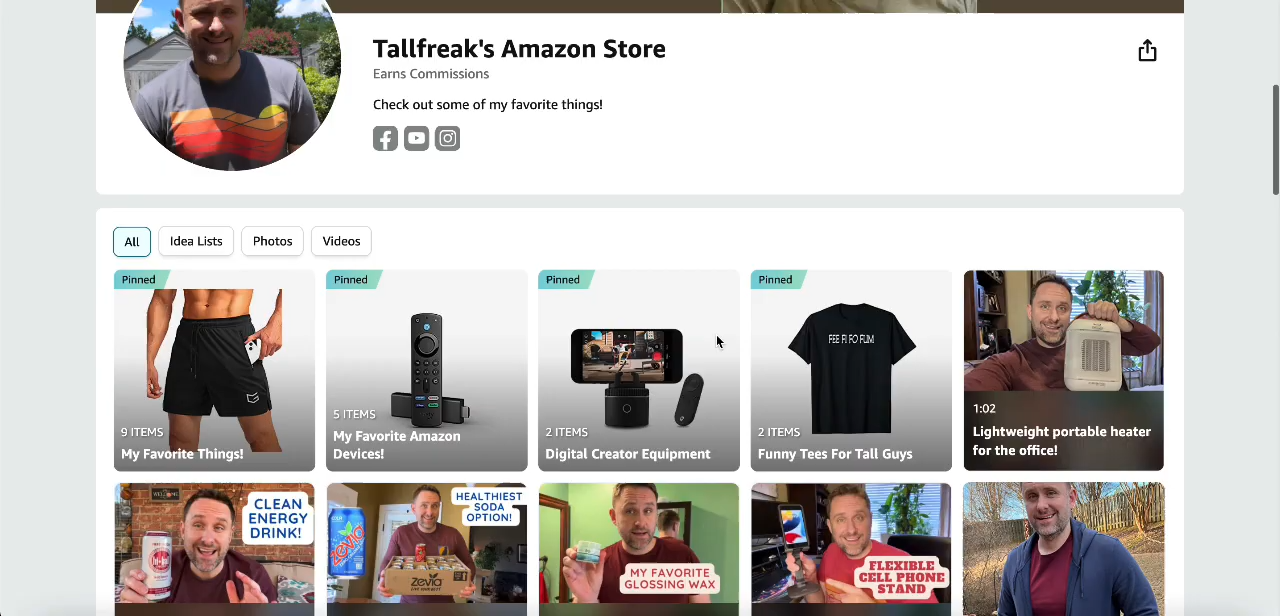 Tallfreak's Amazon Store
Earns Commissions
Check out some of my favorite things!
All
Idea Lists
Photos
Videos
Pinned
9 ITEMS
My Favorite Things!
Pinned
5 ITEMS
My Favorite Amazon
Devices!
Pinned
2 ITEMS
Digital Creator Equipment
Pinned
FEE FI FO FUM
2 ITEMS
Funny Tees For Tall Guys
1:02
Lightweight portable heater
for the office!
WELCOME
CLEAN
ENERGY
DRINK!
HEALTHIEST
SODA
OPTION!
zevia
zevia
MY FAVORITE
GLOSSING WAX
FLEXIBLE
CELL PHONE
STAND